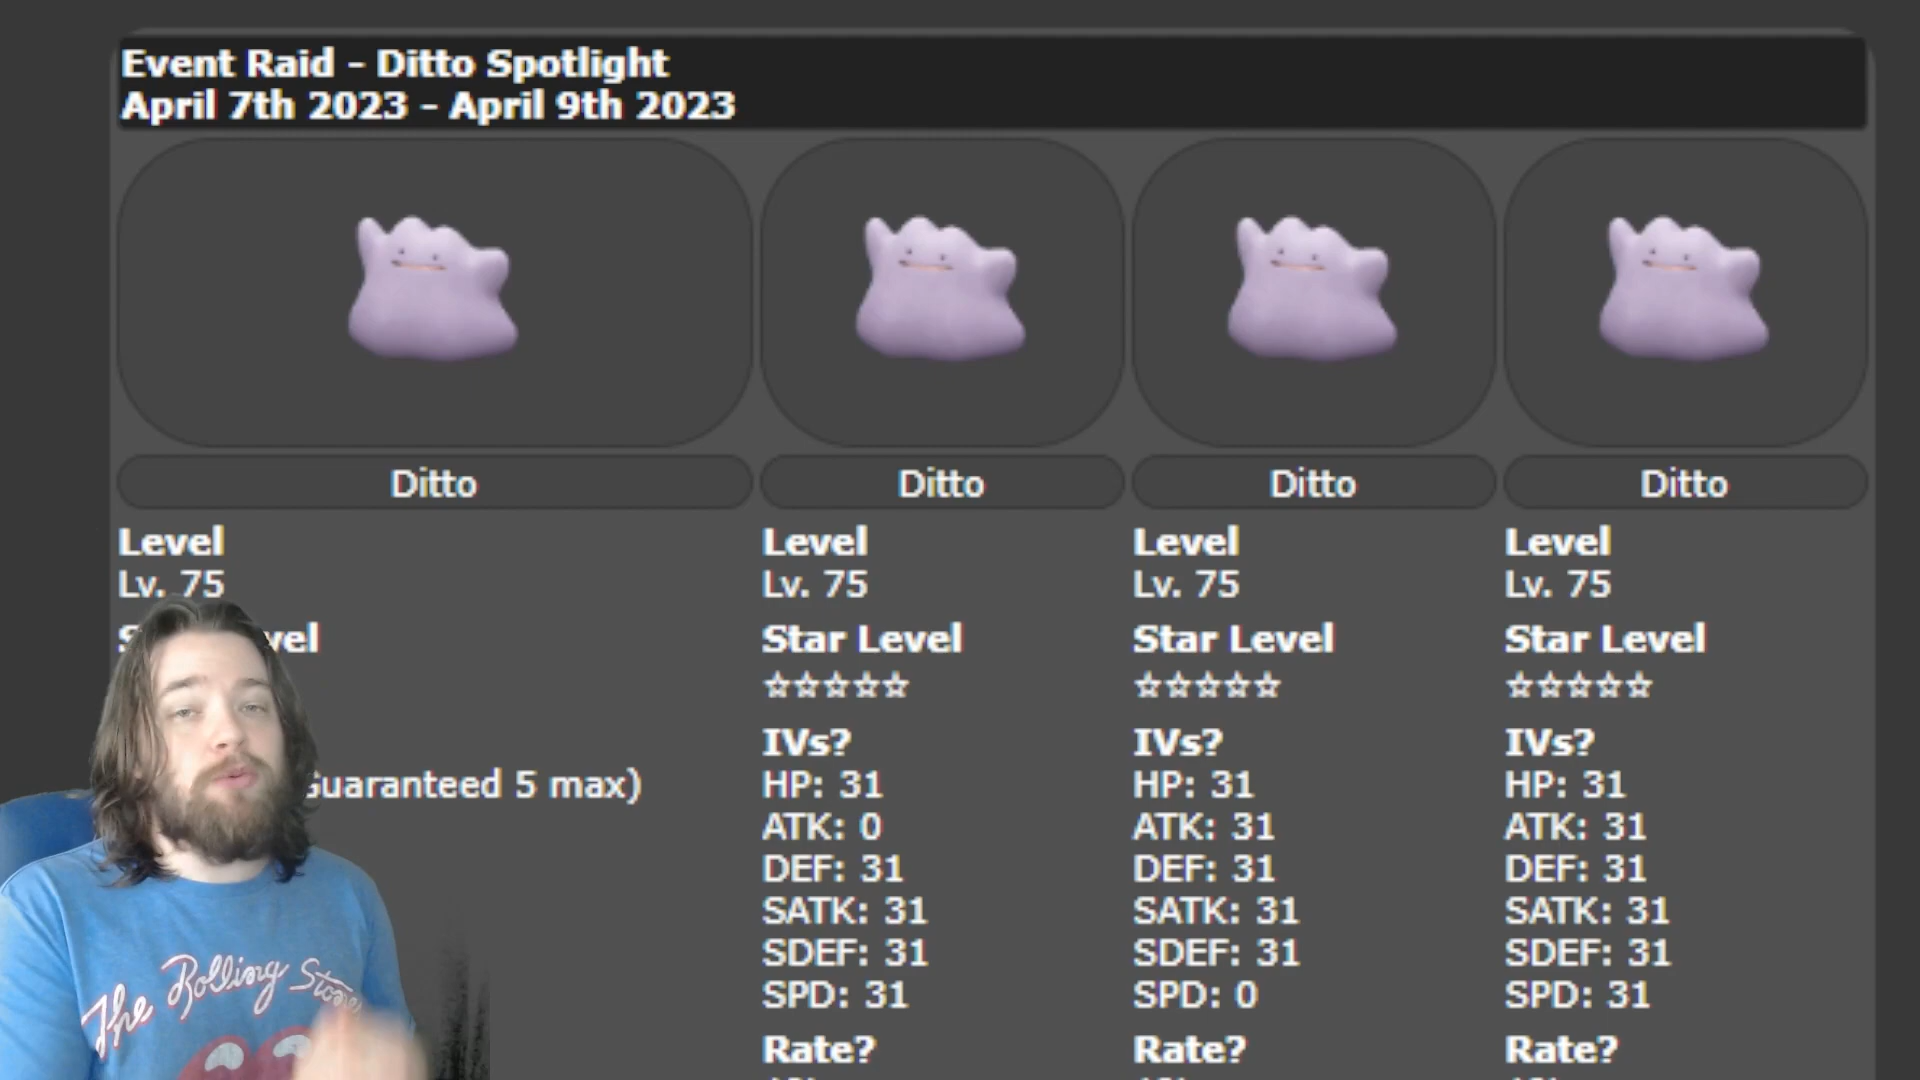 Event Raid - Ditto Spotlight
April 7th 2023 - April 9th 2023
Ditto
Ditto
Ditto
Ditto
Level
Lv. 75
Guaranteed 5 max)
Level
Lv. 75
Star Level
☆☆☆☆☆
IVs?
HP: 31
ATK: 0
DEF: 31
SATK: 31
SDEF: 31
SPD: 31
Rate?
Level
Lv. 75
Star Level
☆☆☆☆☆
IVs?
HP: 31
ATK: 31
DEF: 31
SATK: 31
SDEF: 31
SPD: 0
Rate?
Level
Lv. 75
Star Level
☆☆☆☆☆
IVs?
HP: 31
ATK: 31
DEF: 31
SATK: 31
SDEF: 31
SPD: 31
Rate?
The Rolling Stones